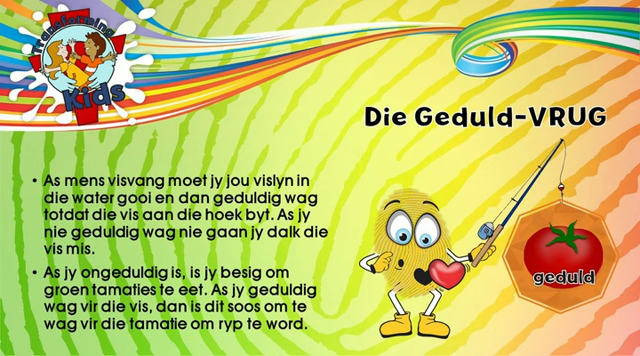 Transforming
Kids
Die Geduld-VRUG
• As mens visvang moet jy jou vislyn in
die water gooi en dan geduldig wag
totdat die vis aan die hoek byt. As jy
nie geduldig wag nie gaan jy dalk die
vis mis.
• As jy ongeduldig is, is jy besig om
groen tamaties te eet. As jy geduldig
wag vir die vis, dan is dit soos om te
wag vir die tamatie om ryp te word.
geduld